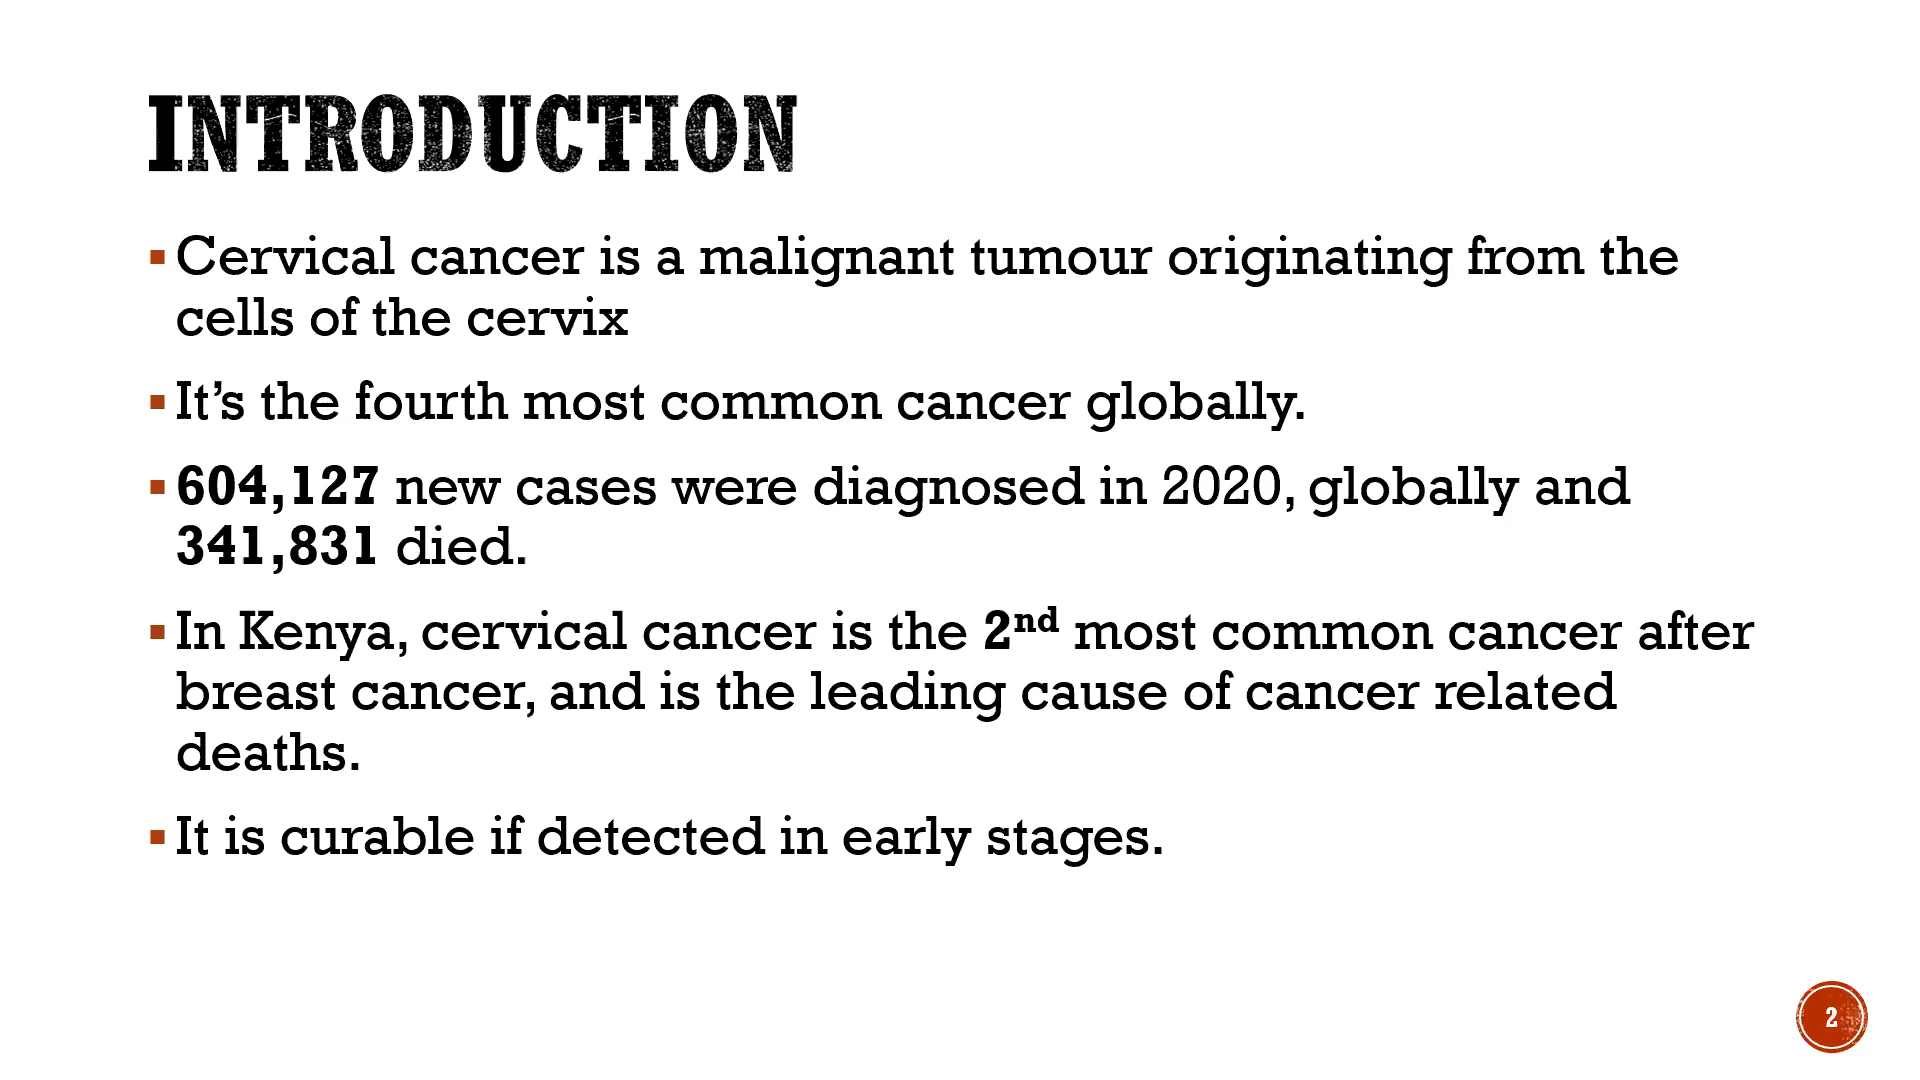 INTRODUCTION
▪Cervical cancer is a malignant tumour originating from the
cells of the cervix
▪It’s the fourth most common cancer globally.
▪604,127 new cases were diagnosed in 2020, globally and
341,831 died.
▪In Kenya, cervical cancer is the 2nd most common cancer after
breast cancer, and is the leading cause of cancer related
deaths.
▪It is curable if detected in early stages.
2